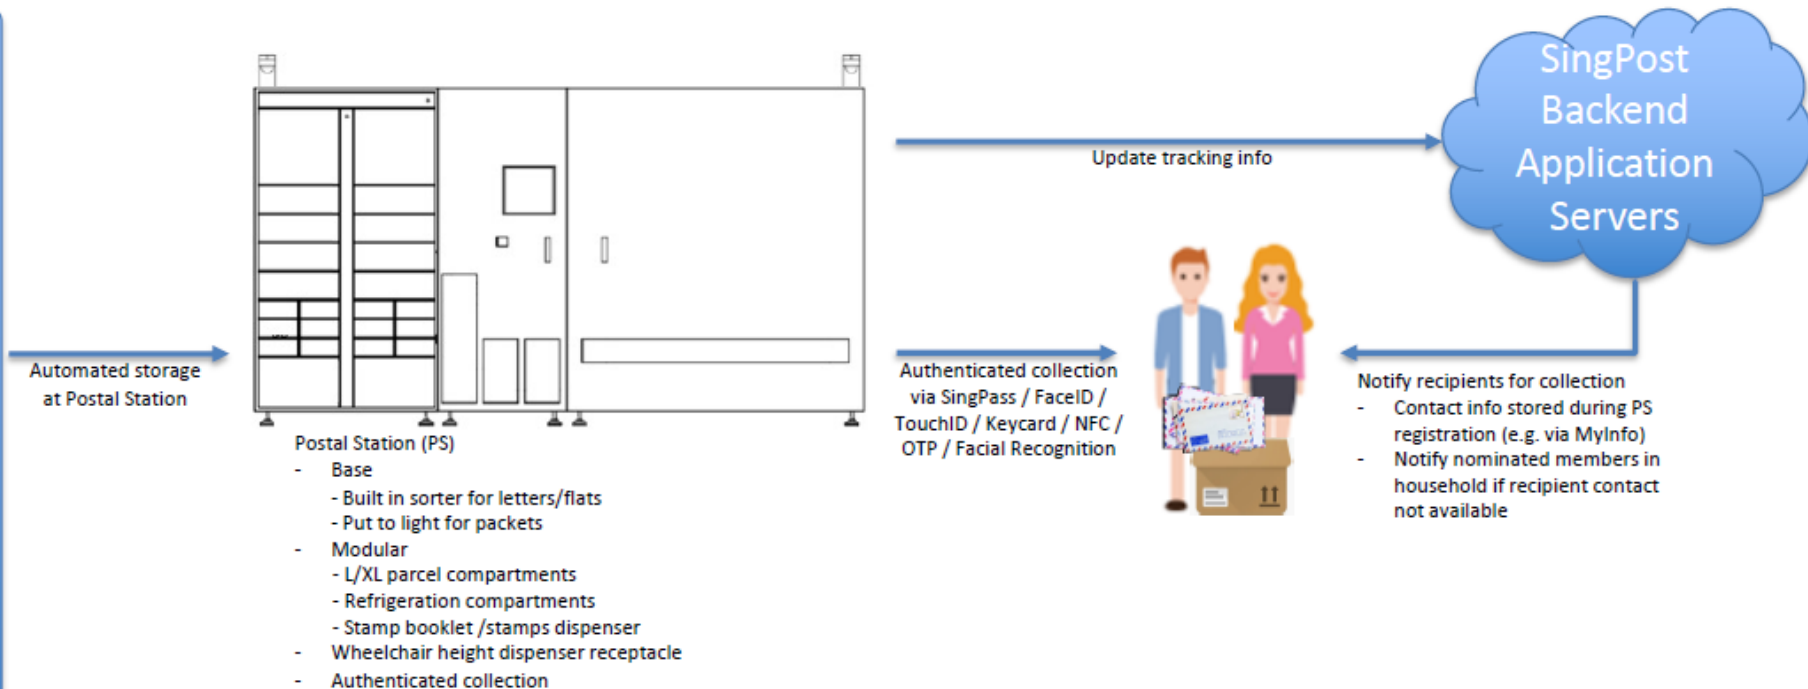 SingPost
Backend
Application
Servers
Update tracking info
Automated storage
at Postal Station
Authenticated collection
via SingPass / FaceID /
TouchID / Keycard / NFC /
OTP / Facial Recognition
Notify recipients for collection
- Contact info stored during PS
registration (e.g. via MyInfo)
- Notify nominated members in
household if recipient contact
not available
Postal Station (PS)
- Base
- Built in sorter for letters/flats
- Put to light for packets
- Modular
- L/XL parcel compartments
- Refrigeration compartments
- Stamp booklet /stamps dispenser
- Wheelchair height dispenser receptacle
- Authenticated collection